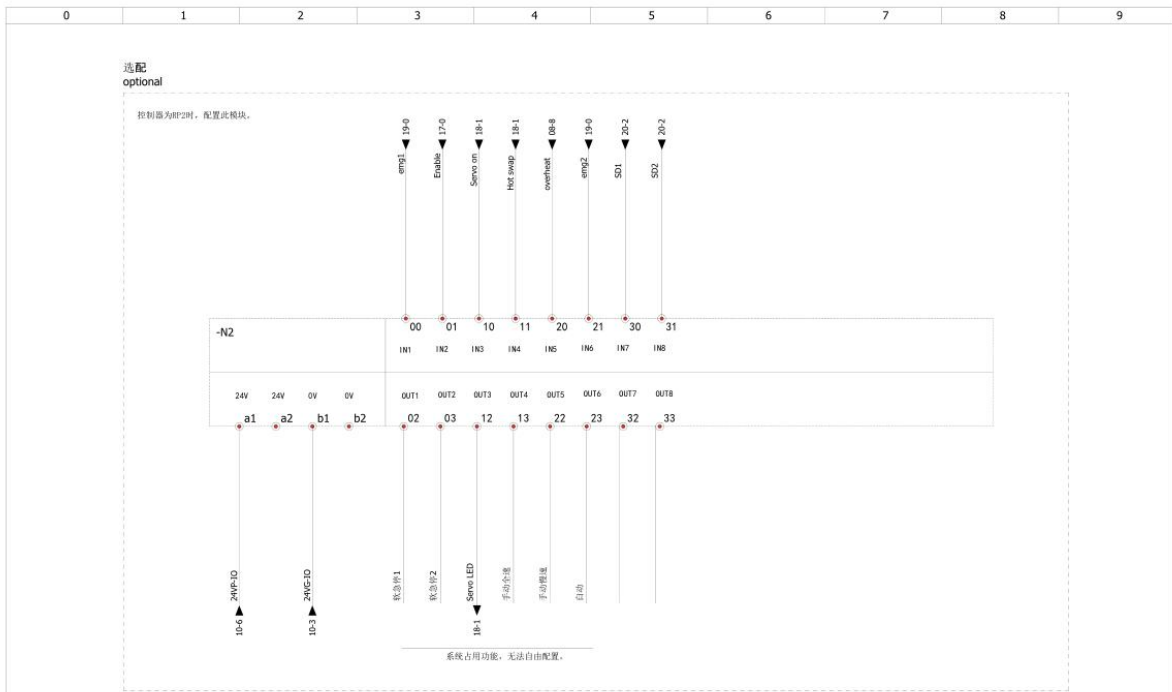 0 1 2 3 4 5 6 7 8 9
选配
optional
控制器为RP2时，配置此模块。
19-0 17-0 18-1 18-1 08-8 19-0 20-2 20-2
emg1 Enable Servo on Hot swap overheat emg2 SD1 SD2
-N2
00 01 10 11 20 21 30 31
IN1 IN2 IN3 IN4 IN5 IN6 IN7 IN8
24V 24V 0V 0V OUT1 OUT2 OUT3 OUT4 OUT5 OUT6 OUT7 OUT8
a1 a2 b1 b2 02 03 12 13 22 23 32 33
24VP-IO 24VG-IO 软急停1 软急停2 Servo LED 手动全速 手动慢速 自动
10-6 10-3 18-1
系统占用功能，无法自由配置。